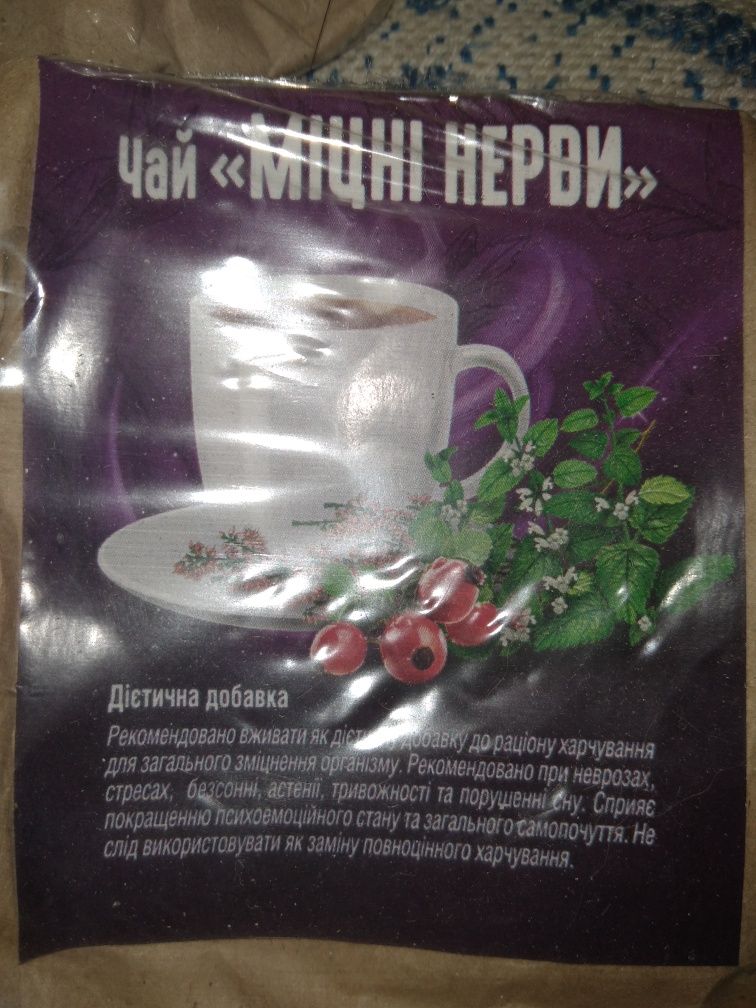 Чай «МІЦНІ НЕРВИ»
Дієтична добавка
Рекомендовано вживати як добавку до раціону харчування
для загального зміцнення організму. Рекомендовано при неврозах,
стресах, безсонні, астенії, тривожності та порушенні сну. Сприяє
покращенню психоемоційного стану та загального самопочуття. Не
слід використовувати як заміну повноцінного харчування.